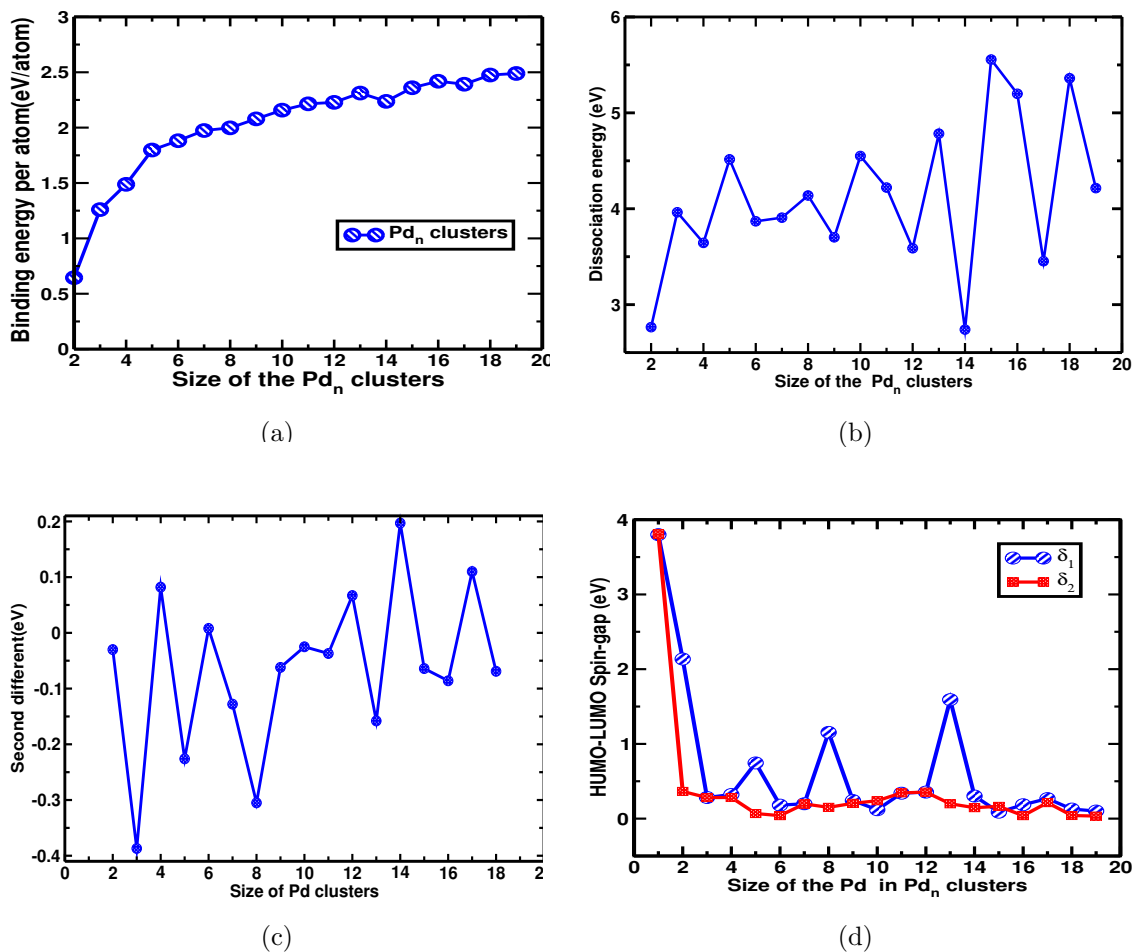 3
2.5
2
1.5
1
0.5
0
2 4 6 8 10 12 14 16 18 20
Binding energy per atom(eV/atom)
Size of the Pdn clusters
Pdn clusters
(a)
6
5
4
3
2 4 6 8 10 12 14 16 18 20
Dissociation energy (eV)
Size of the Pdn clusters
(b)
0.2
0.1
0
-0.1
-0.2
-0.3
-0.4
0 2 4 6 8 10 12 14 16 18
Second different(eV)
Size of Pd clusters
(c)
4
3
2
1
0
0 2 4 6 8 10 12 14 16 18 20
HUMO-LUMO Spin-gap (eV)
Size of the Pd in Pdn clusters
δ1
δ2
(d)